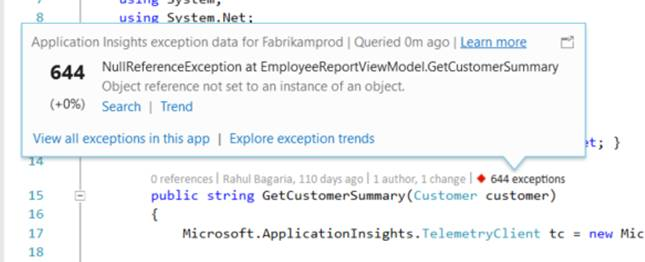 using System;
8 using System.Net;
Application Insights exception data for Fabrikamprod | Queried 0m ago | Learn more
644 NullReferenceException at EmployeeReportViewModel.GetCustomerSummary
Object reference not set to an instance of an object.
(+0%) Search | Trend
View all exceptions in this app | Explore exception trends
et; }
14
0 references | Rahul Bagaria, 110 days ago | 1 author, 1 change | 644 exceptions
15 public string GetCustomerSummary(Customer customer)
16 {
17 Microsoft.ApplicationInsights.TelemetryClient tc = new Mic
18